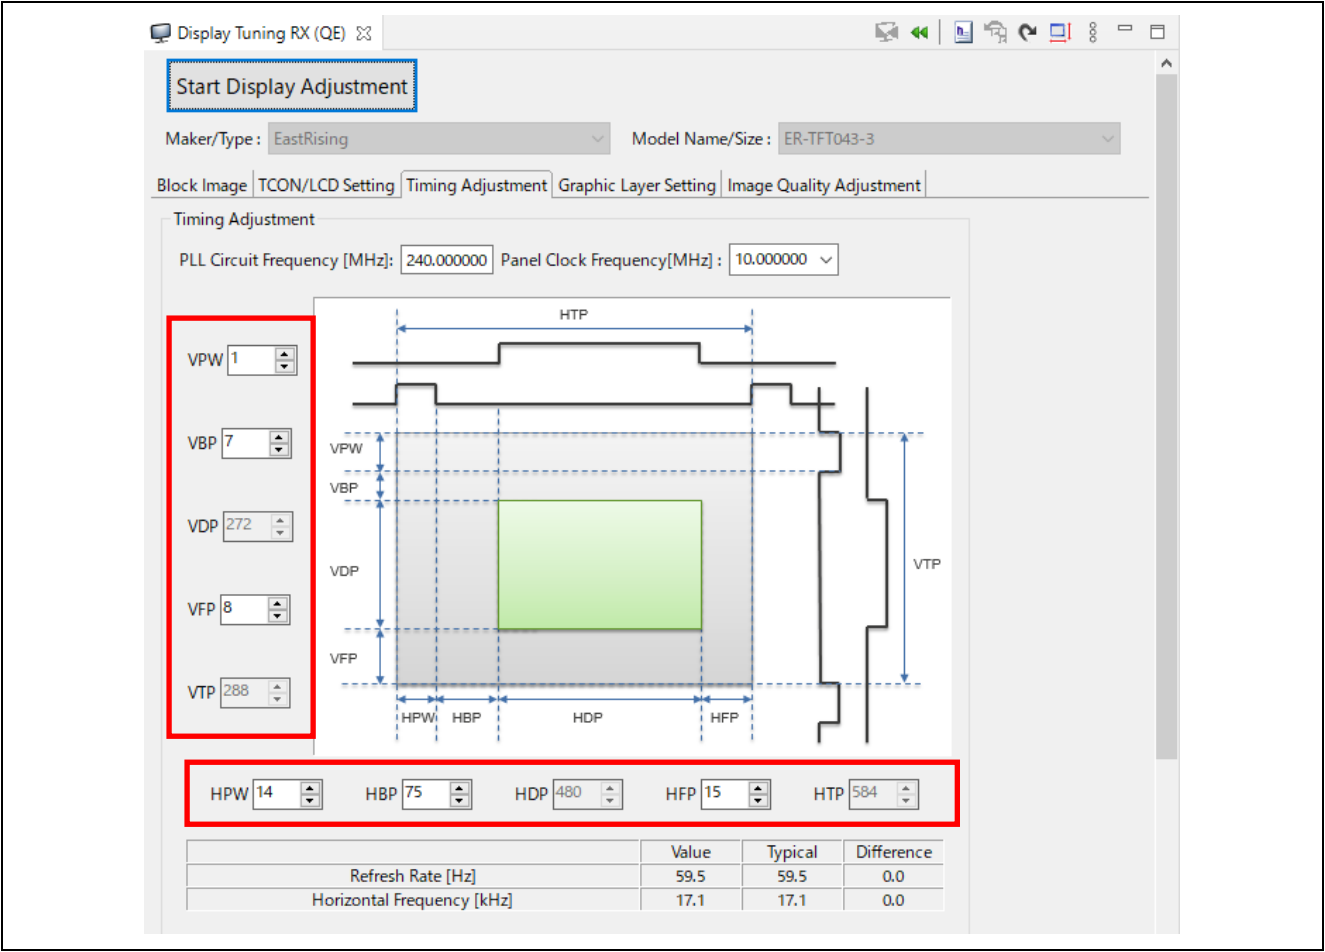 Display Tuning RX (QE)
Start Display Adjustment
Maker/Type : EastRising Model Name/Size : ER-TFT043-3
Block Image TCON/LCD Setting Timing Adjustment Graphic Layer Setting Image Quality Adjustment
Timing Adjustment
PLL Circuit Frequency [MHz]: 240.000000 Panel Clock Frequency[MHz] : 10.000000
HTP
VPW 1
VBP 7
VPW
VBP
VDP 272
VDP
VTP
VFP 8
VFP
VTP 288
HPW HBP HDP HFP
HPW 14 HBP 75 HDP 480 HFP 15 HTP 584
Value Typical Difference
Refresh Rate [Hz] 59.5 59.5 0.0
Horizontal Frequency [kHz] 17.1 17.1 0.0